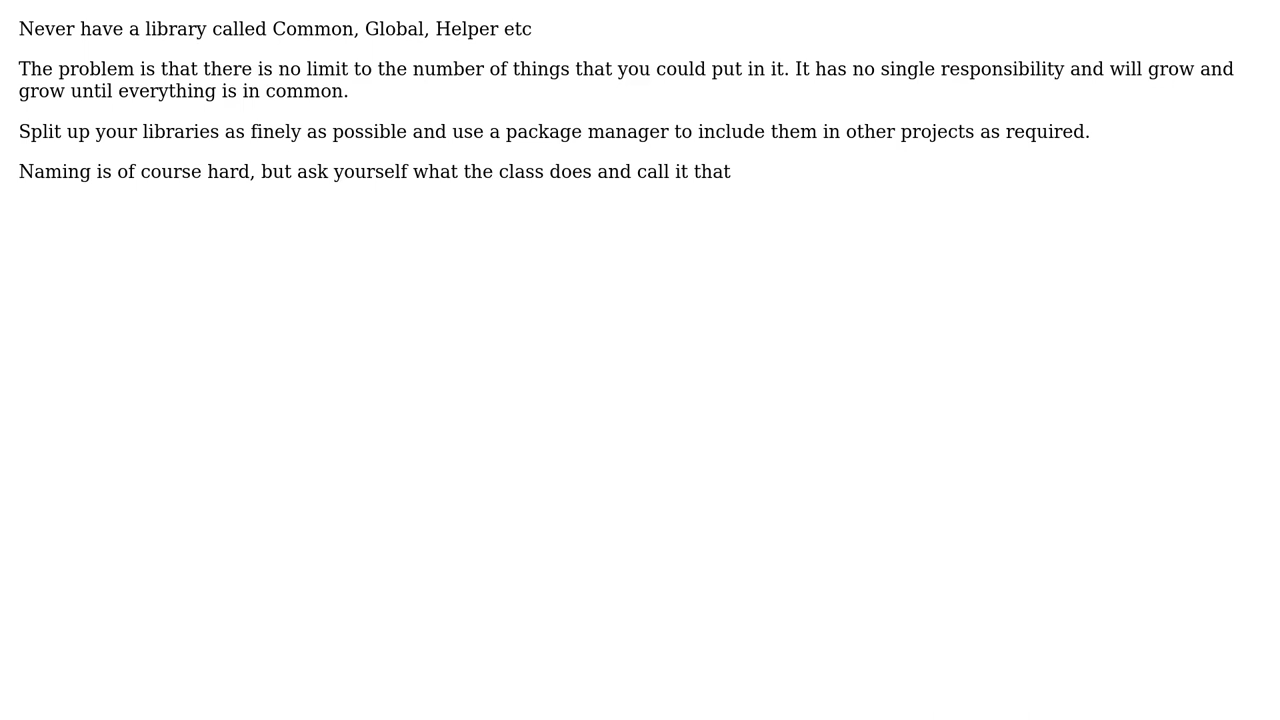 Never have a library called Common, Global, Helper etc
The problem is that there is no limit to the number of things that you could put in it. It has no single responsibility and will grow and
grow until everything is in common.
Split up your libraries as finely as possible and use a package manager to include them in other projects as required.
Naming is of course hard, but ask yourself what the class does and call it that